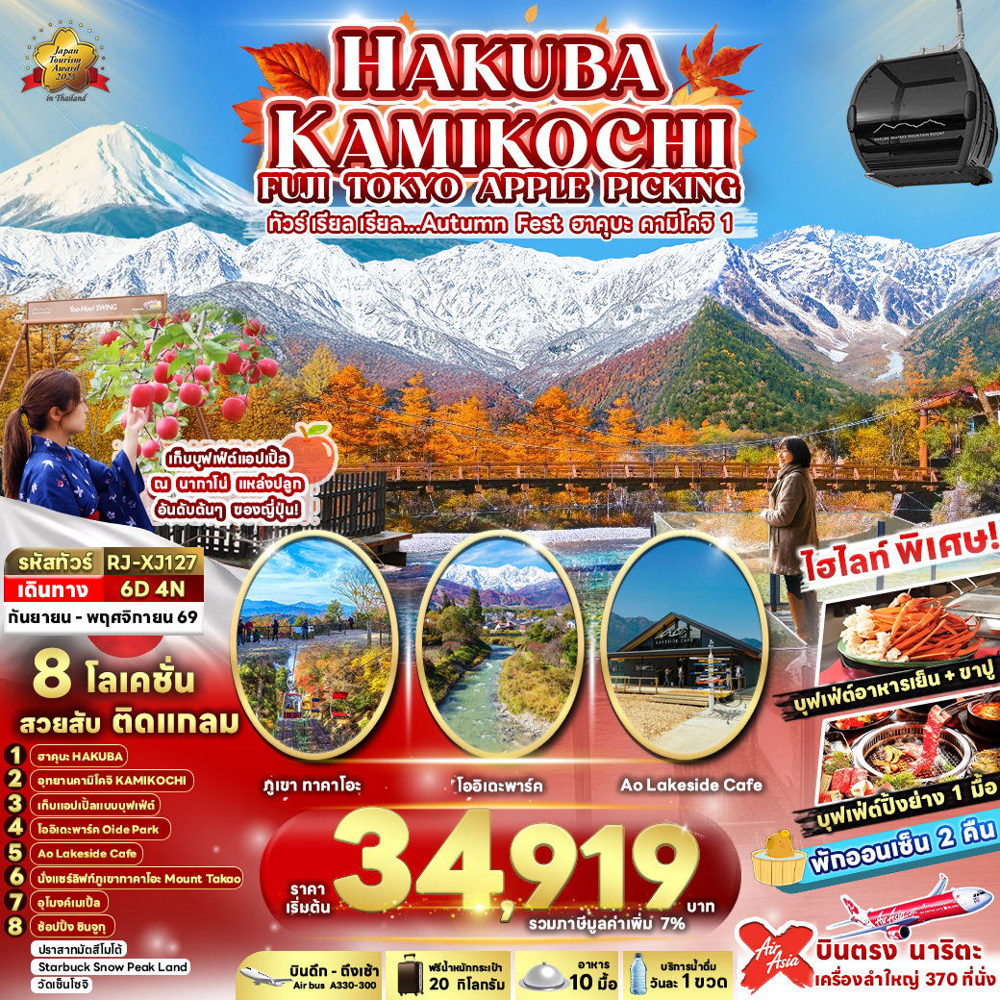 Japan
Tourism
Award
in Thailand
HAKUBA
KAMIKOCHI
FUJI TOKYO APPLE PICKING
ทัวร์ เรียล เรียล...Autumn Fest ฮาคุบะ คามิโคจิ 1
HAKUBA IWATAKE MOUNTAIN RESORT
Yoo-Hoo! SWING
เก็บบุฟเฟ่ต์แอปเปิ้ล
ณ นากาโน่ แหล่งปลูก
อันดับต้นๆ ของญี่ปุ่น!
รหัสทัวร์ RJ-XJ127
เดินทาง 6D 4N
กันยายน - พฤศจิกายน 69
8 โลเคชั่น
สวยสับ ติดแกลม
1 ฮาคุบะ HAKUBA
2 อุทยานคามิโคจิ KAMIKOCHI
3 เก็บแอปเปิ้ลแบบบุฟเฟ่ต์
4 โออิเดะพาร์ค Oide Park
5 Ao Lakeside Cafe
6 นั่งแชร์ลิฟท์ภูเขาทาคาโอะ Mount Takao
7 อุโมงค์เมเปิ้ล
8 ช้อปปิ้ง ชินจูกุ
ปราสาทมัตสึโมโต้
Starbuck Snow Peak Land
วัดเซ็นโซจิ
LAKESIDE CAFE
ภูเขา ทาคาโอะ
โออิเดะพาร์ค
Ao Lakeside Cafe
ไฮไลท์ พิเศษ!
บุฟเฟ่ต์อาหารเย็น + ขาปู
บุฟเฟ่ต์ปิ้งย่าง 1 มื้อ
พักออนเซ็น 2 คืน
ราคา
เริ่มต้น
34,919 บาท
รวมภาษีมูลค่าเพิ่ม 7%
บินดึก - ถึงเช้า
Air bus A330-300
ฟรีน้ำหนักกระเป๋า
20 กิโลกรัม
อาหาร
10 มื้อ
บริการน้ำดื่ม
วันละ 1 ขวด
AirAsia
Air
Asia
บินตรง นาริตะ
เครื่องลำใหญ่ 370 ที่นั่ง